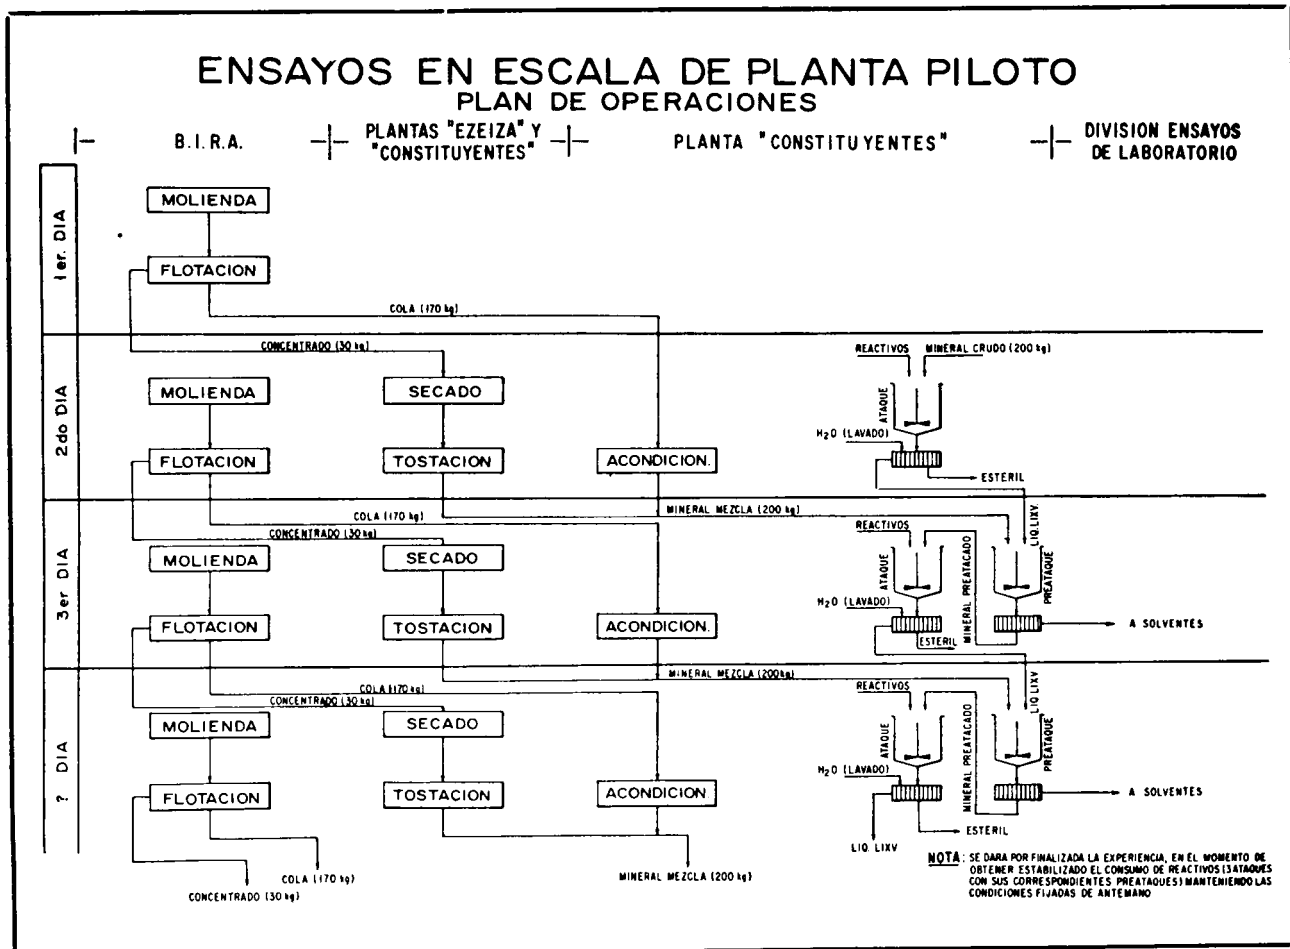 ENSAYOS EN ESCALA DE PLANTA PILOTO
PLAN DE OPERACIONES
B.I.R.A.
PLANTAS "EZEIZA" Y
"CONSTITUYENTES"
PLANTA "CONSTITUYENTES"
DIVISION ENSAYOS
DE LABORATORIO
1er. DIA
MOLIENDA
FLOTACION
COLA (170 kg)
2do DIA
CONCENTRADO (30 kg)
MOLIENDA
SECADO
FLOTACION
TOSTACION
ACONDICION.
REACTIVOS
MINERAL CRUDO (200 kg)
ATAQUE
H2O (LAVADO)
ESTERIL
3er DIA
COLA (170 kg)
MINERAL MEZCLA (200 kg)
CONCENTRADO (30 kg)
MOLIENDA
SECADO
FLOTACION
TOSTACION
ACONDICION.
REACTIVOS
LIQ. LIXV.
ATAQUE
MINERAL PREATACADO
PREATAQUE
H2O (LAVADO)
ESTERIL
A SOLVENTES
? DIA
COLA (170 kg)
MINERAL MEZCLA (200 kg)
CONCENTRADO (30 kg)
MOLIENDA
SECADO
FLOTACION
TOSTACION
ACONDICION.
REACTIVOS
LIQ LIXV
ATAQUE
MINERAL PREATACADO
PREATAQUE
H2O (LAVADO)
A SOLVENTES
ESTERIL
LIQ. LIXV
COLA (170 kg)
CONCENTRADO (30 kg)
MINERAL MEZCLA (200 kg)
NOTA: SE DARA POR FINALIZADA LA EXPERIENCIA, EN EL MOMENTO DE
OBTENER ESTABILIZADO EL CONSUMO DE REACTIVOS (3 ATAQUES
CON SUS CORRESPONDIENTES PREATAQUES) MANTENIENDO LAS
CONDICIONES FIJADAS DE ANTEMANO